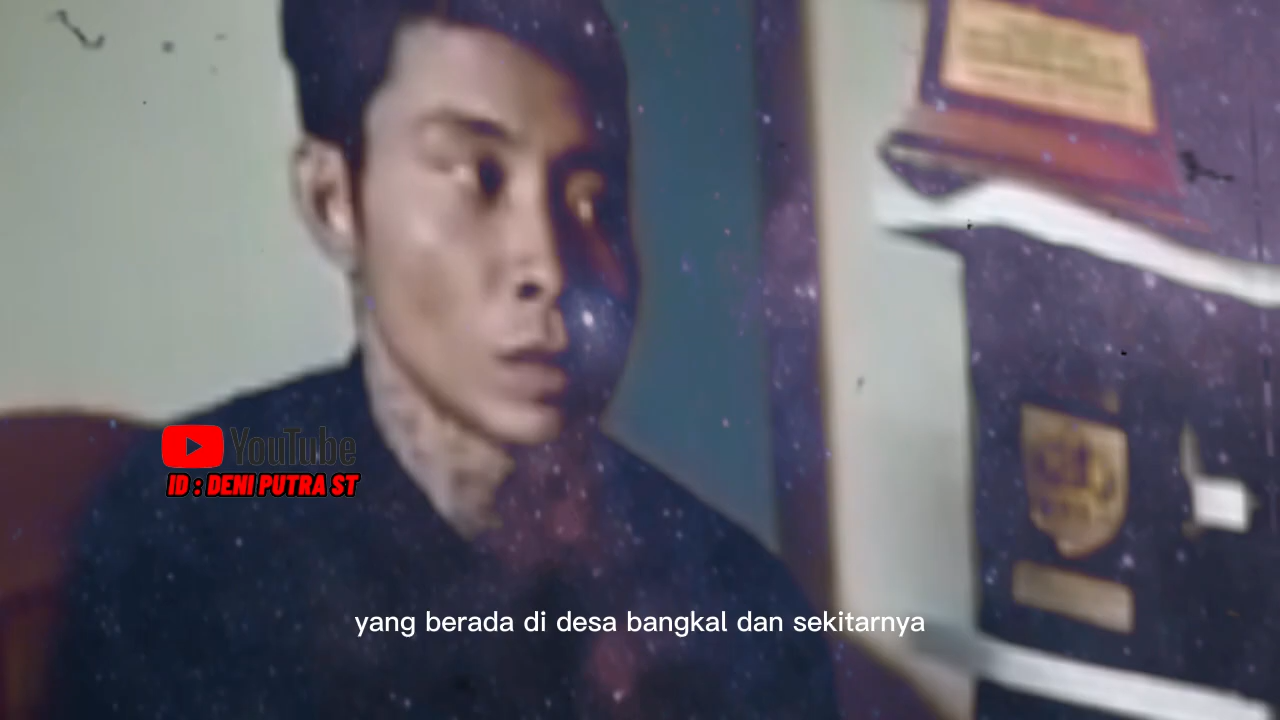 YouTube
ID : DENI PUTRA ST
yang berada di desa bangkal dan sekitarnya